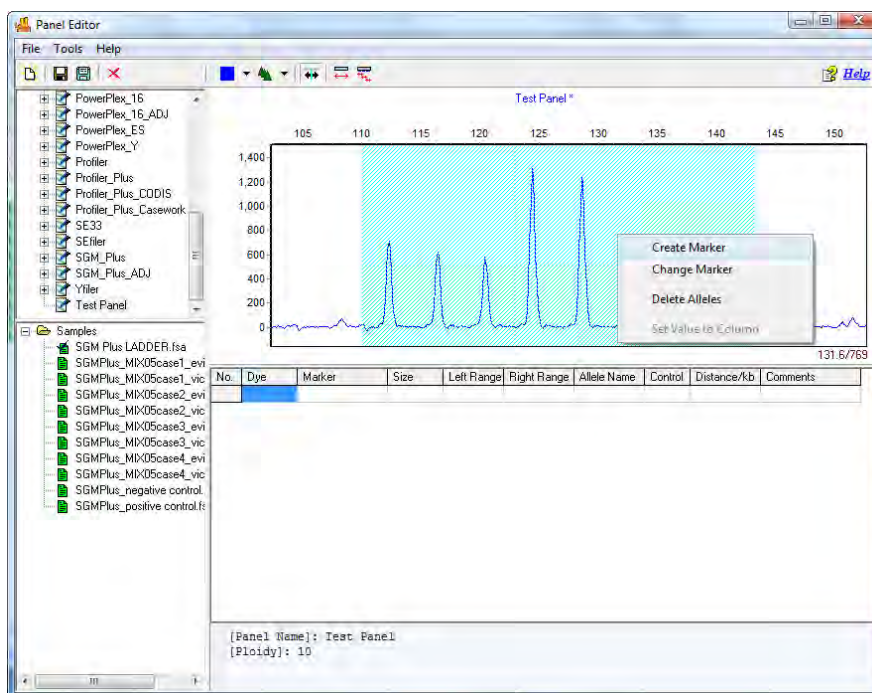 Panel Editor
File Tools Help
Help
PowerPlex_16
PowerPlex_16_ADJ
PowerPlex_ES
PowerPlex_Y
Profiler
Profiler_Plus
Profiler_Plus_CODIS
Profiler_Plus_Casework
SE33
SEfiler
SGM_Plus
SGM_Plus_ADJ
Yfiler
Test Panel
Samples
SGM Plus LADDER.fsa
SGMPlus_MIX05case1_evi
SGMPlus_MIX05case1_vic
SGMPlus_MIX05case2_evi
SGMPlus_MIX05case2_vic
SGMPlus_MIX05case3_evi
SGMPlus_MIX05case3_vic
SGMPlus_MIX05case4_evi
SGMPlus_MIX05case4_vic
SGMPlus_negative control.
SGMPlus_positive control.fs
Test Panel *
105 110 115 120 125 130 135 140 145 150
1,400
1,200
1,000
800
600
400
200
0
Create Marker
Change Marker
Delete Alleles
Set Value to Column
131.6/769
No. Dye Marker Size Left Range Right Range Allele Name Control Distance/kb Comments
[Panel Name]: Test Panel
[Ploidy]: 10